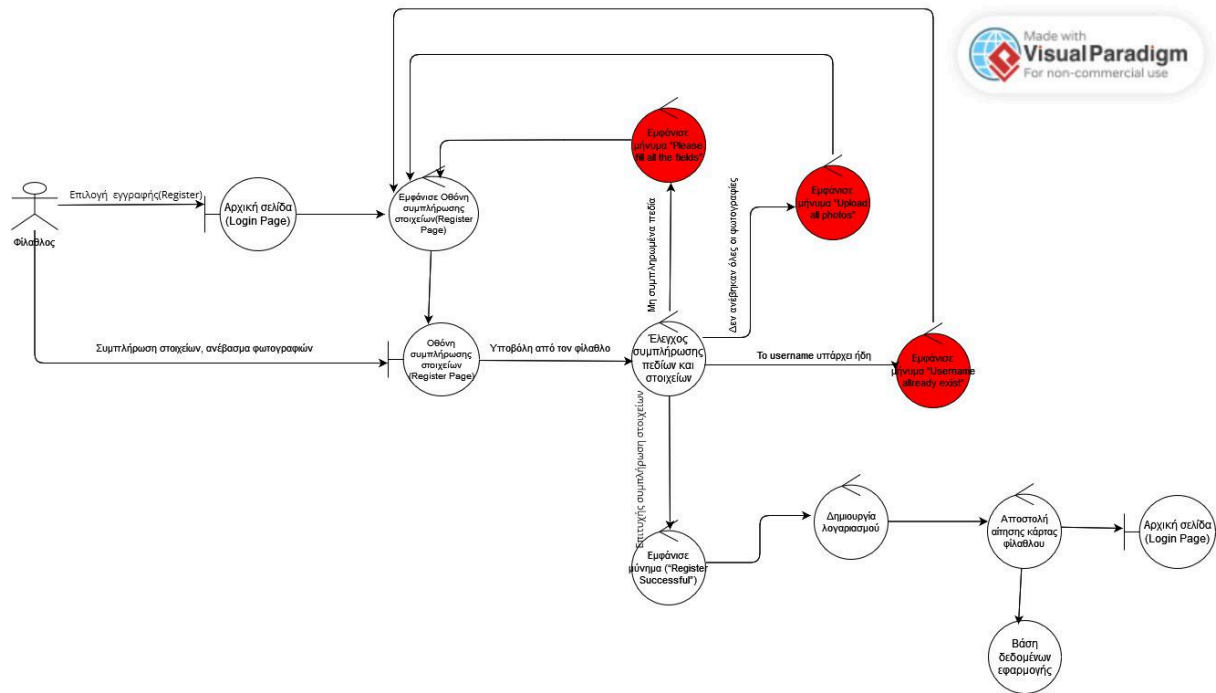 Made with
Visual Paradigm
For non-commercial use
Εμφάνισε
μήνυμα "Please
fill all the fields"
Επιλογή εγγραφής(Register)
Αρχική σελίδα
(Login Page)
Εμφάνισε Οθόνη
συμπλήρωσης
στοιχείων(Register
Page)
Εμφάνισε
μήνυμα "Upload
all photos"
Φίλαθλος
Μη συμπληρωμένα πεδία
Δεν ανέβηκαν όλες οι φωτογραφίες
Συμπλήρωση στοιχείων, ανέβασμα φωτογραφιών
Οθόνη
συμπλήρωσης
στοιχείων
(Register Page)
Υποβολή από τον φίλαθλο
Έλεγχος
συμπλήρωσης
πεδίων και
στοιχείων
Το username υπάρχει ήδη
Εμφάνισε
μήνυμα "Username
already exist"
Επιτυχής συμπλήρωση στοιχείων
Εμφάνισε
μύνημα ("Register
Successful")
Δημιουργία
λογαριασμού
Αποστολή
αίτησης κάρτας
φίλαθλου
Αρχική σελίδα
(Login Page)
Βάση
δεδομένων
εφαρμογής